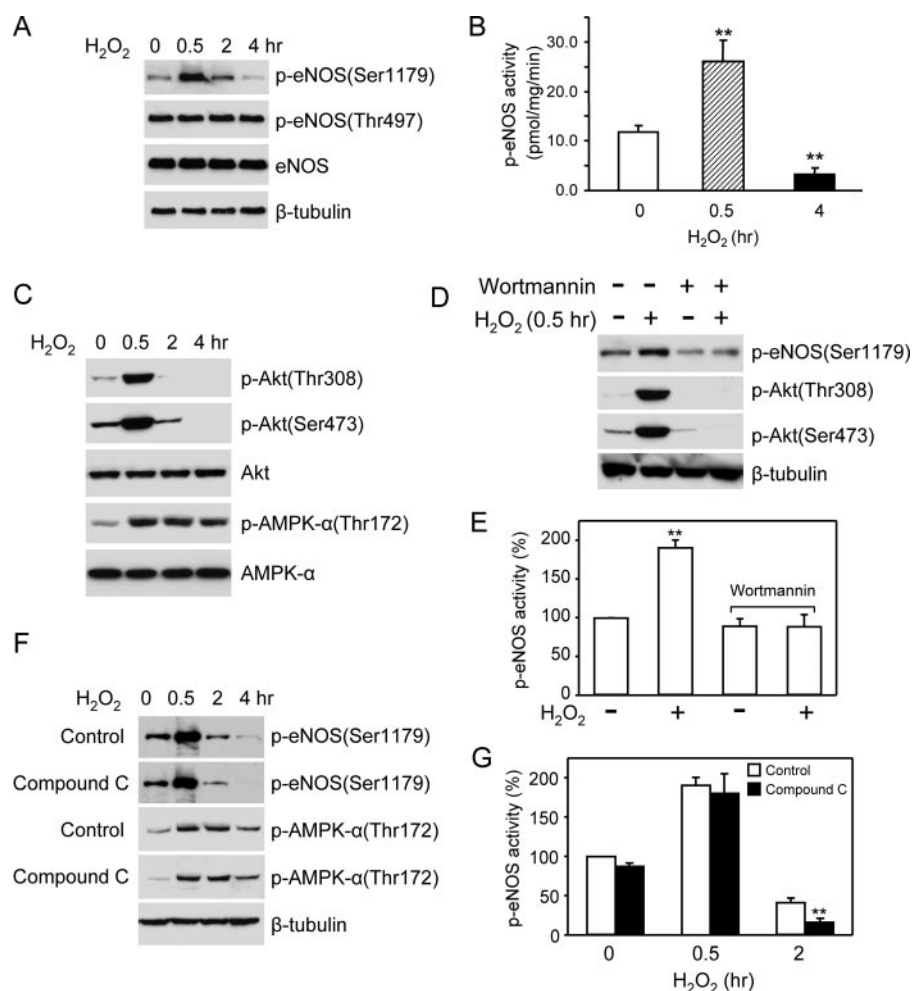 A
H₂O₂ 0 0.5 2 4 hr
p-eNOS(Ser1179)
p-eNOS(Thr497)
eNOS
β-tubulin
B
p-eNOS activity
(pmol/mg/min)
30.0
20.0
10.0
0.0
**
**
0 0.5 4
H₂O₂ (hr)
C
H₂O₂ 0 0.5 2 4 hr
p-Akt(Thr308)
p-Akt(Ser473)
Akt
p-AMPK-α(Thr172)
AMPK-α
D
Wortmannin − − + +
H₂O₂ (0.5 hr) − + − +
p-eNOS(Ser1179)
p-Akt(Thr308)
p-Akt(Ser473)
β-tubulin
E
p-eNOS activity (%)
200
150
100
50
0
**
Wortmannin
H₂O₂ − + − +
F
H₂O₂ 0 0.5 2 4 hr
Control p-eNOS(Ser1179)
Compound C p-eNOS(Ser1179)
Control p-AMPK-α(Thr172)
Compound C p-AMPK-α(Thr172)
β-tubulin
G
p-eNOS activity (%)
200
150
100
50
0
Control
Compound C
**
0 0.5 2
H₂O₂ (hr)